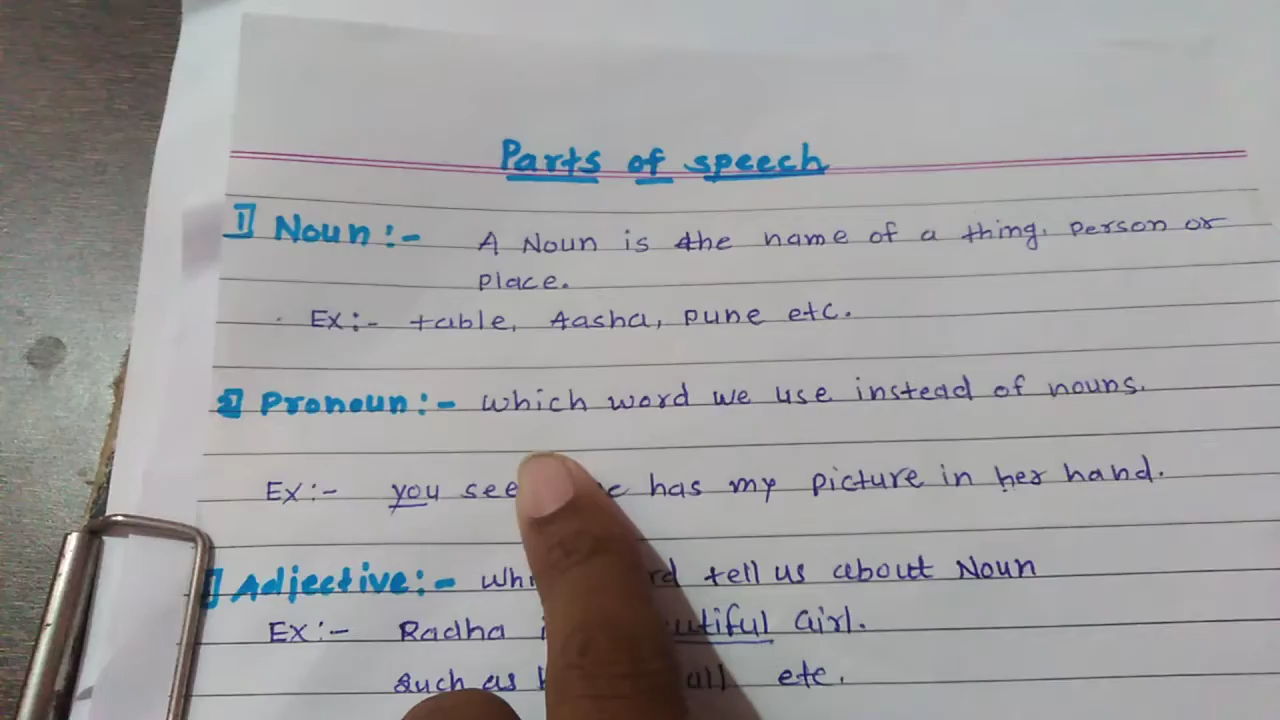 Parts of speech
1] Noun :- A Noun is the name of a thing, person or
place.
Ex :- table, Aasha, pune etc.
2] Pronoun :- which word we use instead of nouns.
Ex :- you see has my picture in her hand.
Adjective :- tell us about Noun
Ex :- Radha Girl.
such as etc.